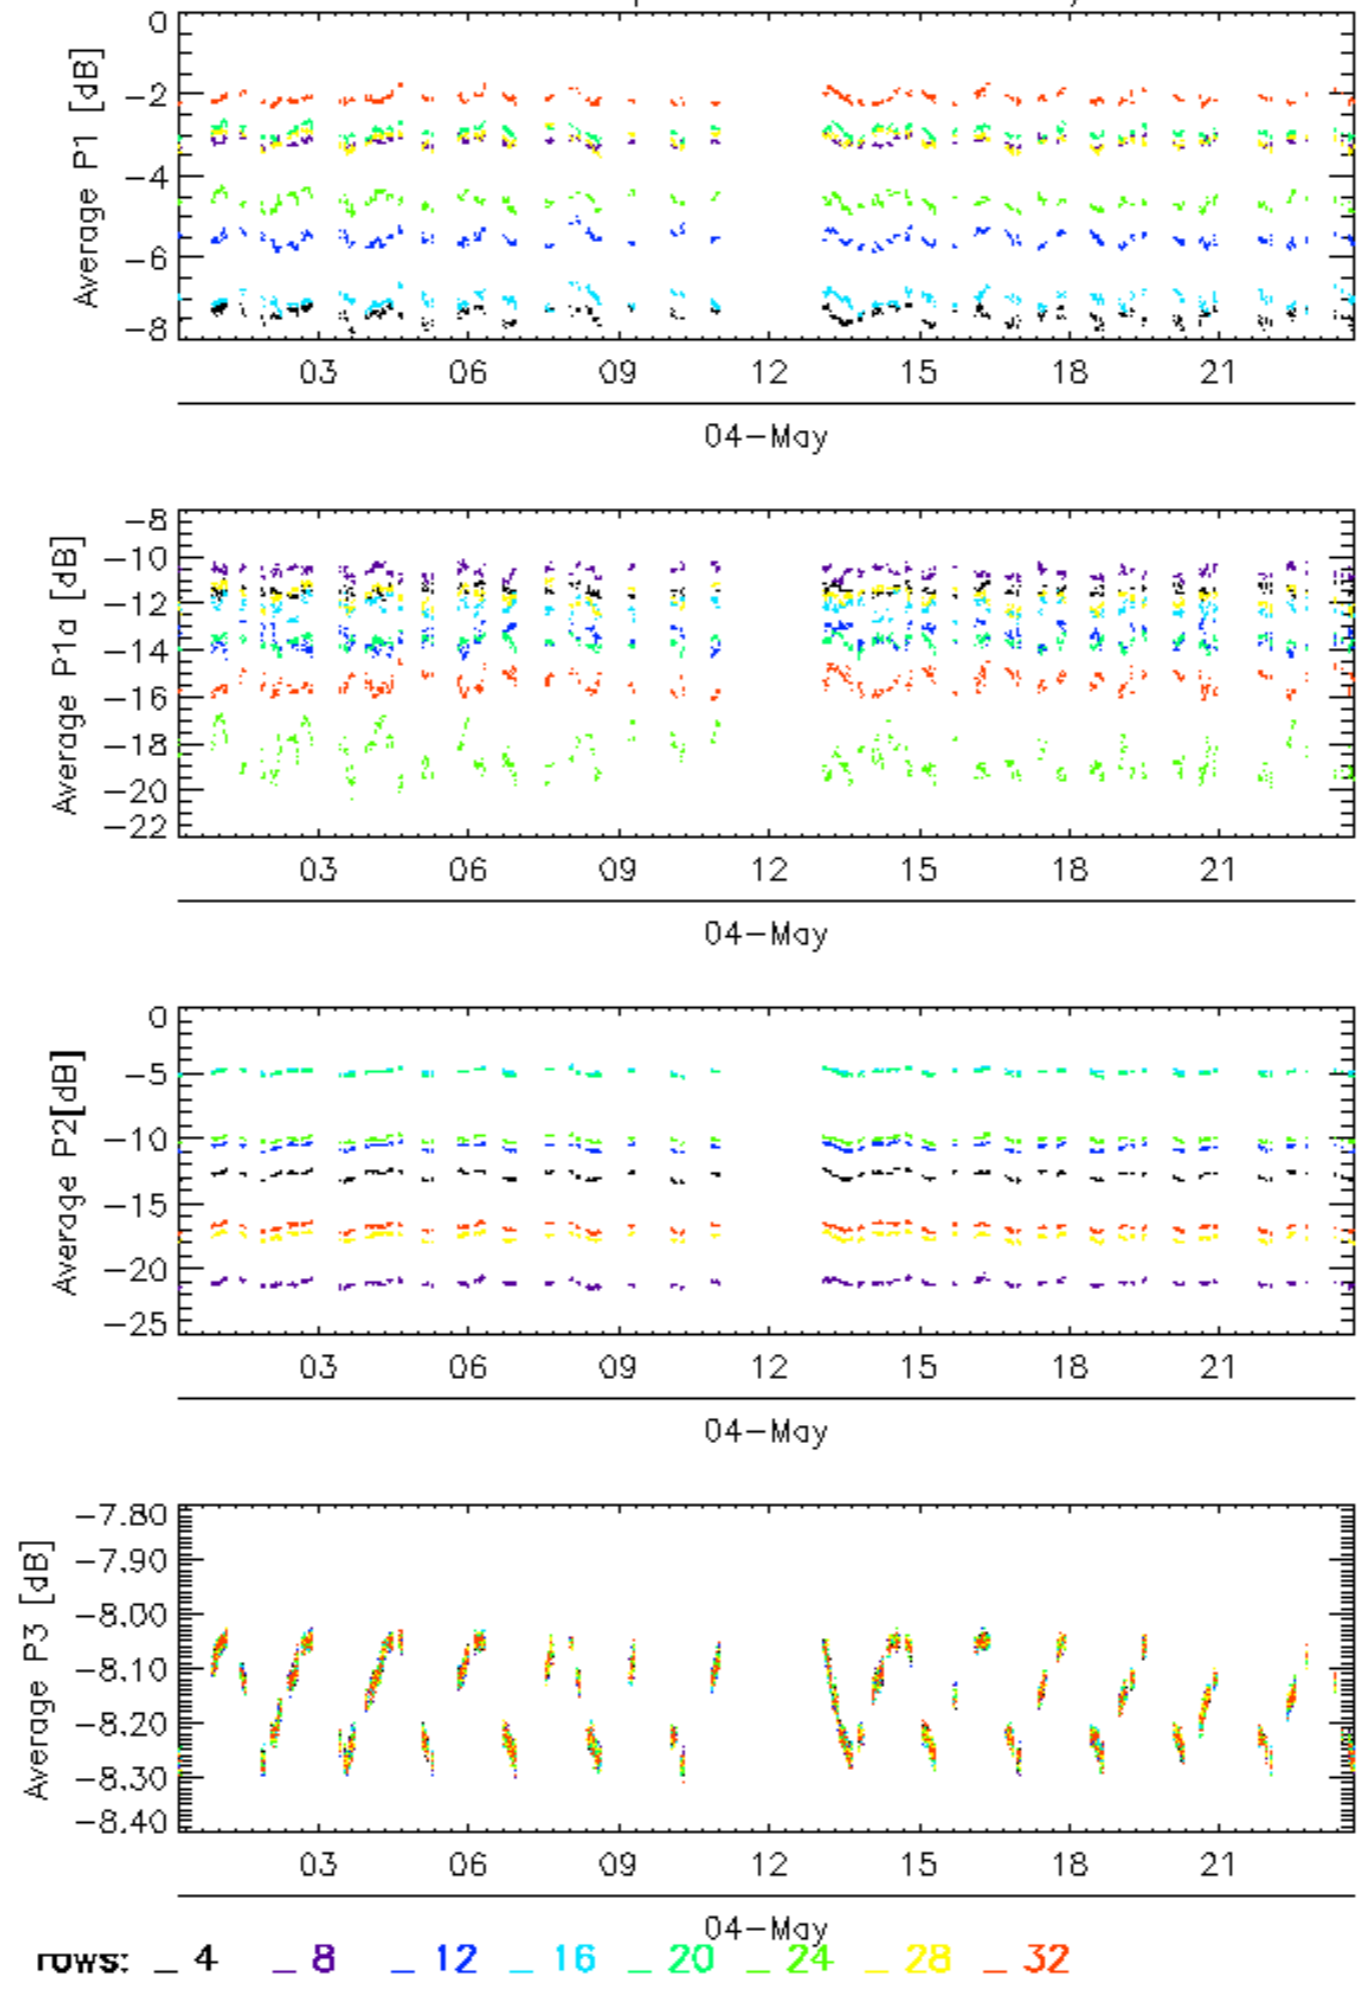 0
-2
-4
-6
-8
Average P1 [dB]
03 06 09 12 15 18 21
04-May
-8
-10
-12
-14
-16
-18
-20
-22
Average P1a [dB]
03 06 09 12 15 18 21
04-May
0
-5
-10
-15
-20
-25
Average P2[dB]
03 06 09 12 15 18 21
04-May
-7.80
-7.90
-8.00
-8.10
-8.20
-8.30
-8.40
Average P3 [dB]
03 06 09 12 15 18 21
04-May
rows: _ 4 _ 8 _ 12 _ 16 _ 20 _ 24 _ 28 _ 32